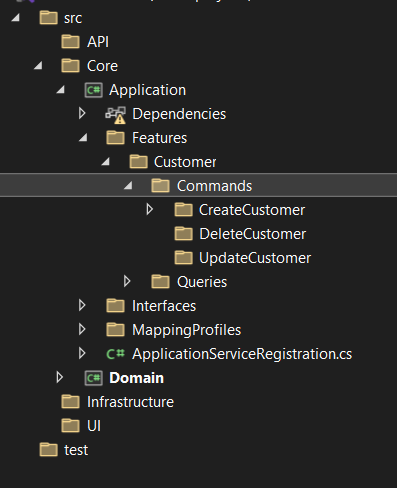 src
API
Core
C# Application
Dependencies
Features
Customer
Commands
CreateCustomer
DeleteCustomer
UpdateCustomer
Queries
Interfaces
MappingProfiles
C# ApplicationServiceRegistration.cs
C# Domain
Infrastructure
UI
test